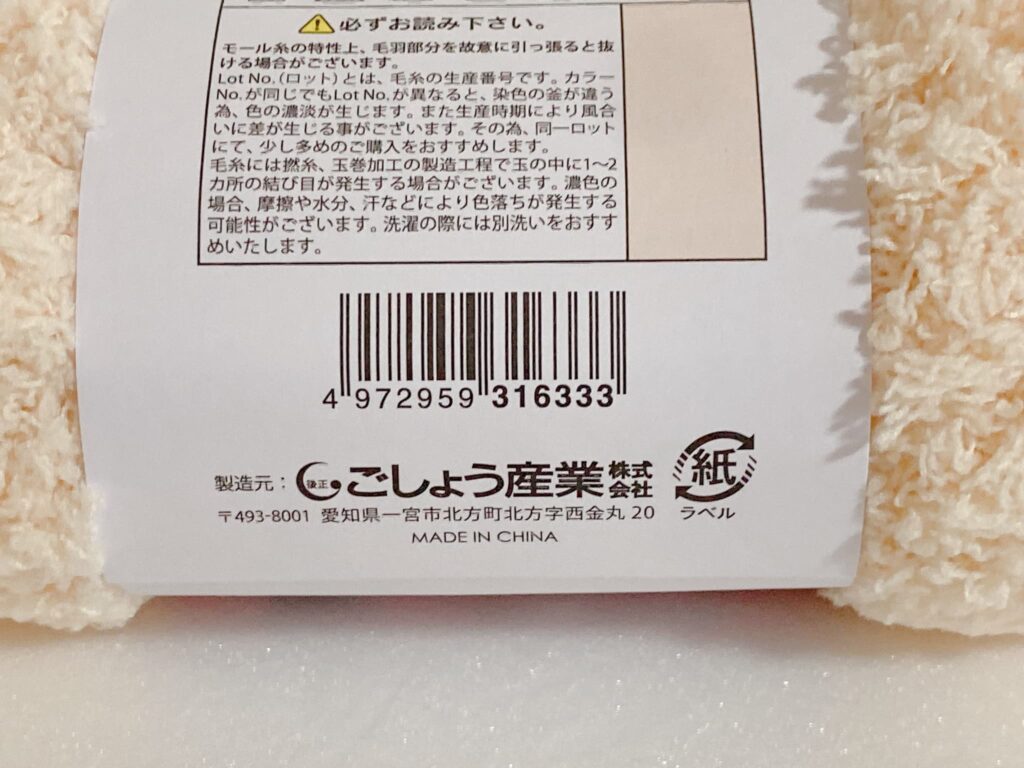 必ずお読み下さい。
モール糸の特性上、毛羽部分を故意に引っ張ると抜
ける場合がございます。
Lot No.(ロット)とは、毛糸の生産番号です。カラー
No.が同じでもLot No.が異なると、染色の釜が違う
為、色の濃淡が生じます。また生産時期により風合
いに差が生じる事がございます。その為、同一ロット
にて、少し多めのご購入をおすすめします。
毛糸には撚糸、玉巻加工の製造工程で玉の中に1〜2
カ所の結び目が発生する場合がございます。濃色の
場合、摩擦や水分、汗などにより色落ちが発生する
可能性がございます。洗濯の際には別洗いをおすす
めいたします。
4 972959 316333
製造元: 後正 ごしょう産業株式会社
紙
ラベル
〒493-8001 愛知県一宮市北方町北方字西金丸 20
MADE IN CHINA